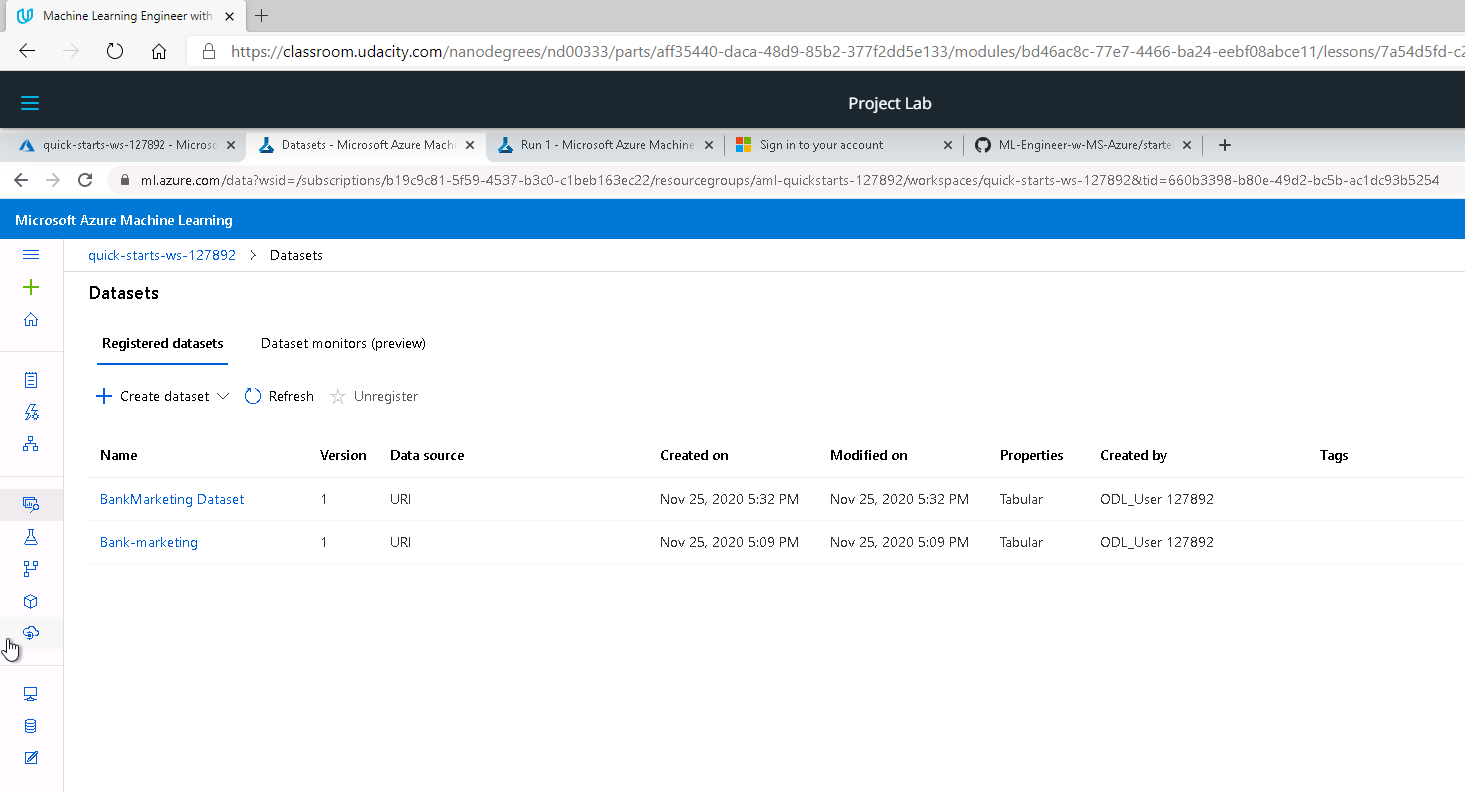 Machine Learning Engineer with
https://classroom.udacity.com/nanodegrees/nd00333/parts/aff35440-daca-48d9-85b2-377f2dd5e133/modules/bd46ac8c-77e7-4466-ba24-eebf08abce11/lessons/7a54d5fd-c2
Project Lab
quick-starts-ws-127892 - Microso
Datasets - Microsoft Azure Machi
Run 1 - Microsoft Azure Machine
Sign in to your account
ML-Engineer-w-MS-Azure/starte
ml.azure.com/data?wsid=/subscriptions/b19c9c81-5f59-4537-b3c0-c1beb163ec22/resourcegroups/aml-quickstarts-127892/workspaces/quick-starts-ws-127892&tid=660b3398-b80e-49d2-bc5b-ac1dc93b5254
Microsoft Azure Machine Learning
quick-starts-ws-127892 > Datasets
Datasets
Registered datasets Dataset monitors (preview)
Create dataset Refresh Unregister
Name Version Data source Created on Modified on Properties Created by Tags
BankMarketing Dataset 1 URI Nov 25, 2020 5:32 PM Nov 25, 2020 5:32 PM Tabular ODL_User 127892
Bank-marketing 1 URI Nov 25, 2020 5:09 PM Nov 25, 2020 5:09 PM Tabular ODL_User 127892